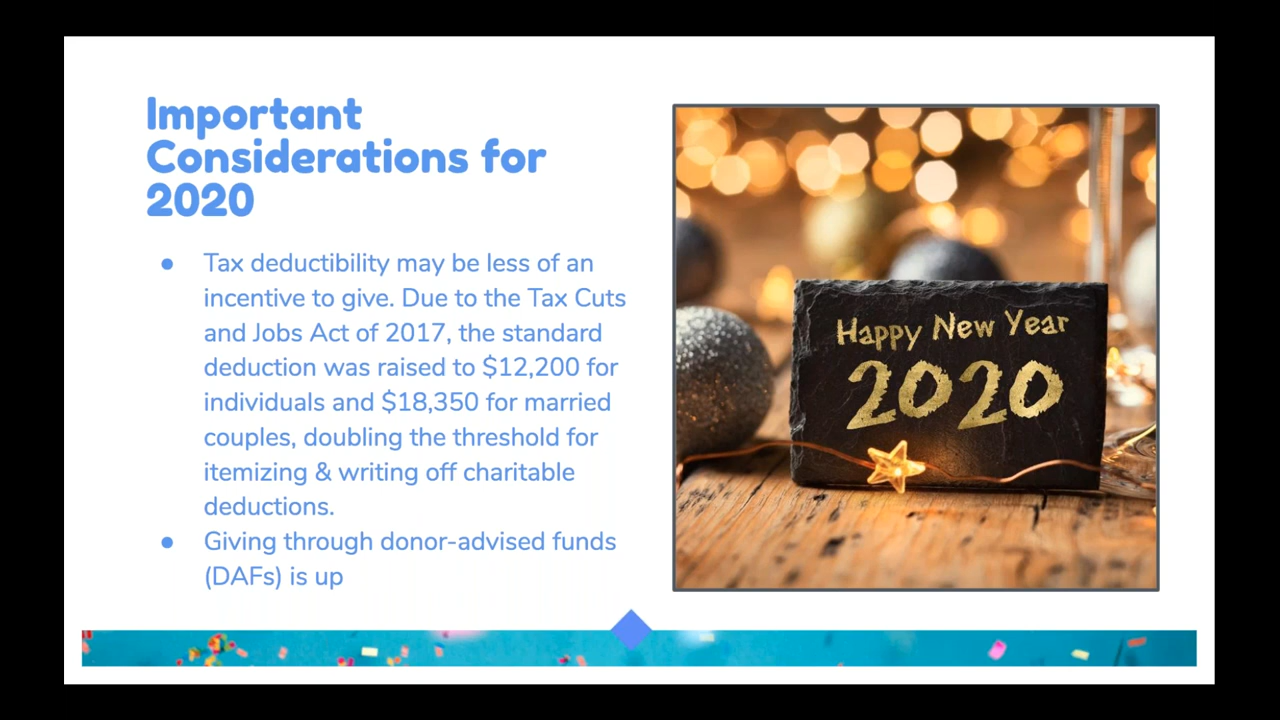 Important
Considerations for
2020
● Tax deductibility may be less of an
incentive to give. Due to the Tax Cuts
and Jobs Act of 2017, the standard
deduction was raised to $12,200 for
individuals and $18,350 for married
couples, doubling the threshold for
itemizing & writing off charitable
deductions.
● Giving through donor-advised funds
(DAFs) is up
Happy New Year
2020